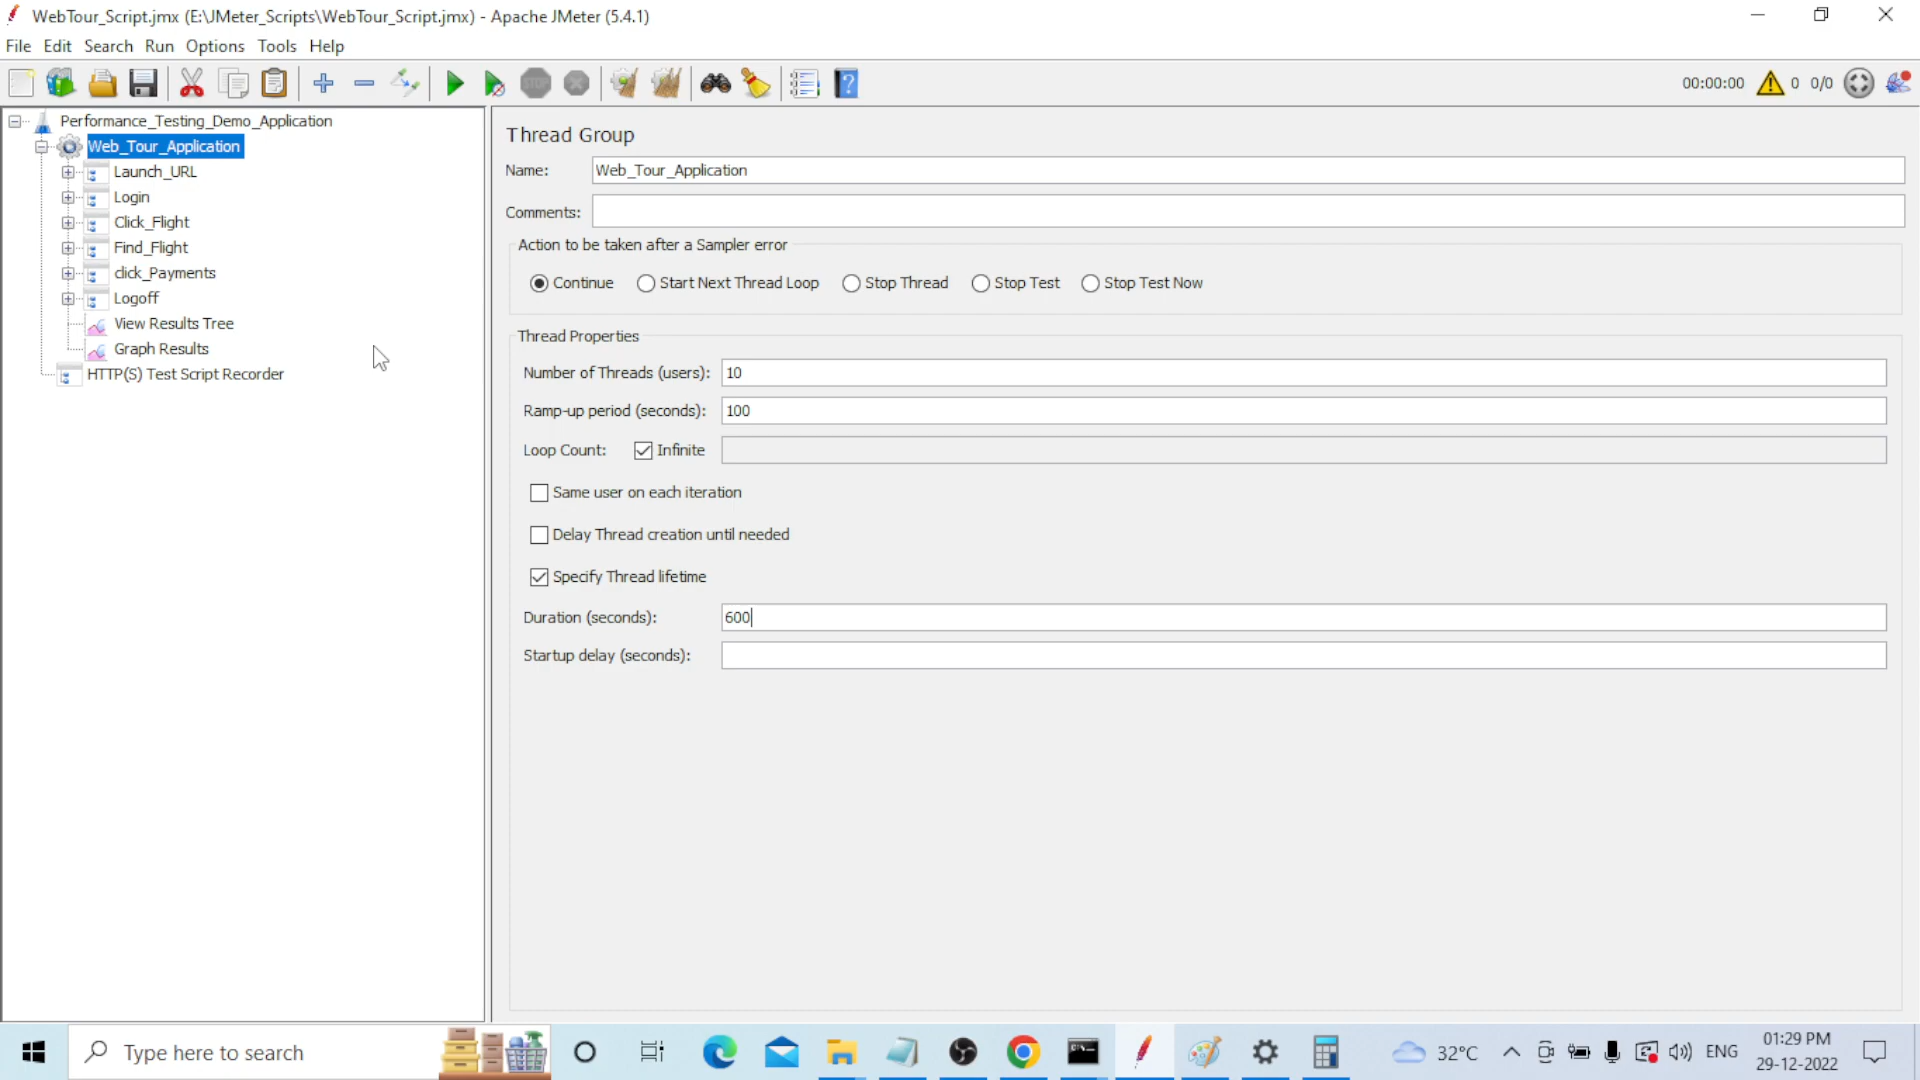 WebTour_Script.jmx (E:\JMeter_Scripts\WebTour_Script.jmx) - Apache JMeter (5.4.1)
File Edit Search Run Options Tools Help
STOP
00:00:00 0 0/0
Performance_Testing_Demo_Application
Web_Tour_Application
Launch_URL
Login
Click_Flight
Find_Flight
click_Payments
Logoff
View Results Tree
Graph Results
HTTP(S) Test Script Recorder
Thread Group
Name: Web_Tour_Application
Comments:
Action to be taken after a Sampler error
Continue Start Next Thread Loop Stop Thread Stop Test Stop Test Now
Thread Properties
Number of Threads (users): 10
Ramp-up period (seconds): 100
Loop Count: Infinite
Same user on each iteration
Delay Thread creation until needed
Specify Thread lifetime
Duration (seconds): 600
Startup delay (seconds):
Type here to search
32°C
ENG
01:29 PM
29-12-2022